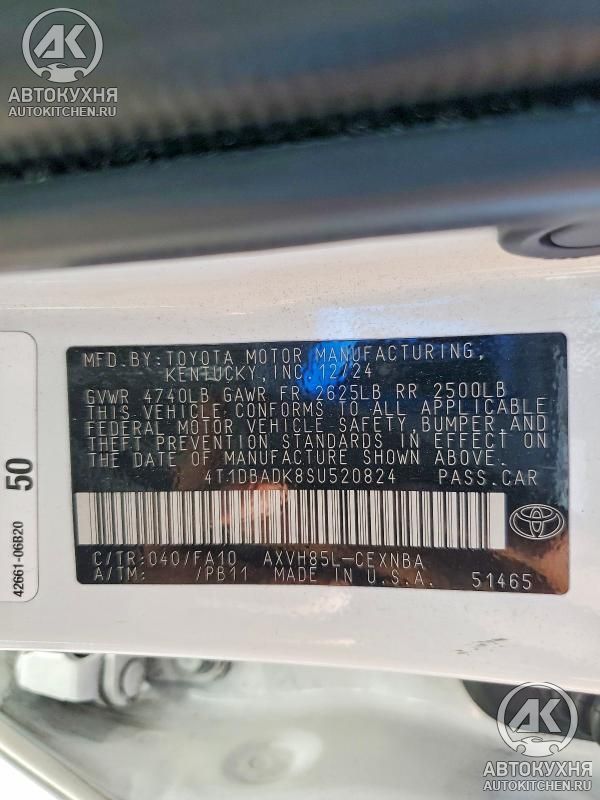 AK
АВТОКУХНЯ
AUTOKITCHEN.RU
MFD.BY:TOYOTA MOTOR MANUFACTURING,
KENTUCKY,INC.12/24
GVWR 4740LB GAWR FR 2625LB RR 2500LB
THIS VEHICLE CONFORMS TO ALL APPLICABLE
FEDERAL MOTOR VEHICLE SAFETY,BUMPER,AND
THEFT PREVENTION STANDARDS IN EFFECT ON
THE DATE OF MANUFACTURE SHOWN ABOVE.
4T1DBADK8SU520824 PASS.CAR
C/TR:040/FA10 AXVH85L-CEXNBA
A/TM: /PB11 MADE IN U.S.A. 51465
50
42661-06B20
AK
АВТОКУХНЯ
AUTOKITCHEN.RU